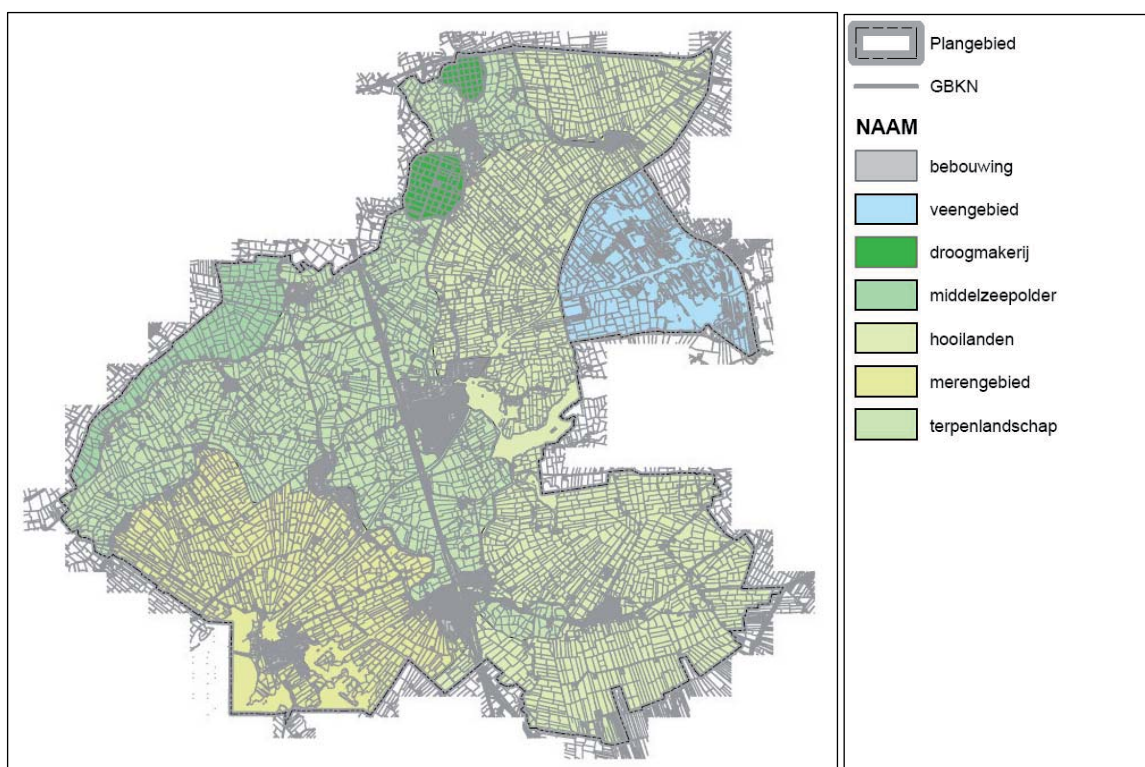 Plangebied
GBKN
NAAM
bebouwing
veengebied
droogmakerij
middelzeepolder
hooilanden
merengebied
terpenlandschap